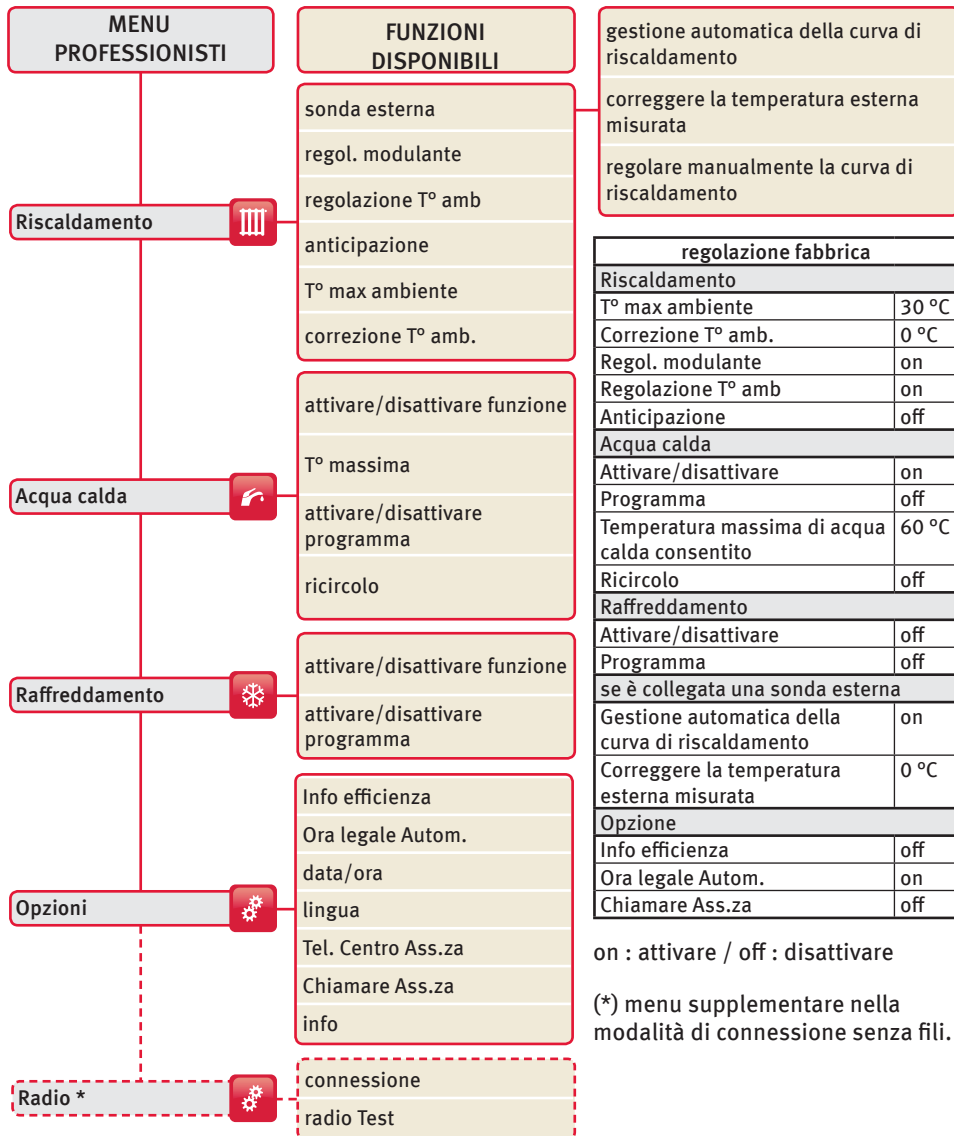 MENU
PROFESSIONISTI
FUNZIONI
DISPONIBILI
Riscaldamento
sonda esterna
regol. modulante
regolazione T° amb
anticipazione
T° max ambiente
correzione T° amb.
gestione automatica della curva di
riscaldamento
correggere la temperatura esterna
misurata
regolare manualmente la curva di
riscaldamento
Acqua calda
attivare/disattivare funzione
T° massima
attivare/disattivare
programma
ricircolo
Raffreddamento
attivare/disattivare funzione
attivare/disattivare
programma
Opzioni
Info efficienza
Ora legale Autom.
data/ora
lingua
Tel. Centro Ass.za
Chiamare Ass.za
info
Radio *
connessione
radio Test
regolazione fabbrica
Riscaldamento
T° max ambiente 30 °C
Correzione T° amb. 0 °C
Regol. modulante on
Regolazione T° amb on
Anticipazione off
Acqua calda
Attivare/disattivare on
Programma off
Temperatura massima di acqua 60 °C
calda consentito
Ricircolo off
Raffreddamento
Attivare/disattivare off
Programma off
se è collegata una sonda esterna
Gestione automatica della on
curva di riscaldamento
Correggere la temperatura 0 °C
esterna misurata
Opzione
Info efficienza off
Ora legale Autom. on
Chiamare Ass.za off
on : attivare / off : disattivare
(*) menu supplementare nella
modalità di connessione senza fili.